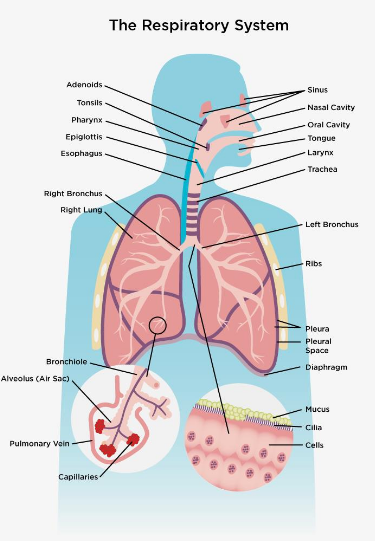 The Respiratory System
Adenoids
Tonsils
Pharynx
Epiglottis
Esophagus
Right Bronchus
Right Lung
Sinus
Nasal Cavity
Oral Cavity
Tongue
Larynx
Trachea
Left Bronchus
Ribs
Pleura
Pleural
Space
Diaphragm
Bronchiole
Alveolus (Air Sac)
Pulmonary Vein
Capillaries
Mucus
Cilia
Cells